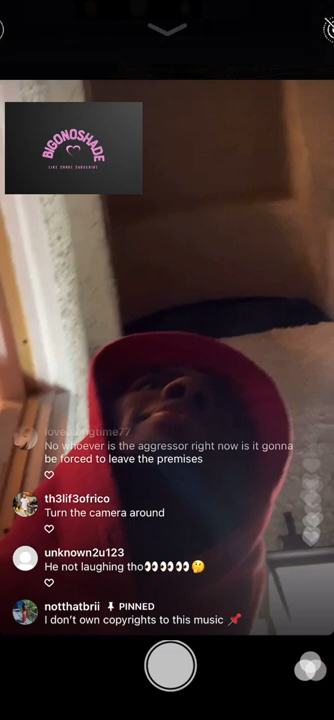 BIGONOSHADE
LIKE SHARE SUBSCRIBE
lovedlongtime77
No whoever is the aggressor right now is it gonna
be forced to leave the premises
th3lif3ofrico
Turn the camera around
unknown2u123
He not laughing tho👀👀👀👀👀👀🤔
notthatbrii 📌 PINNED
I don't own copyrights to this music 📌